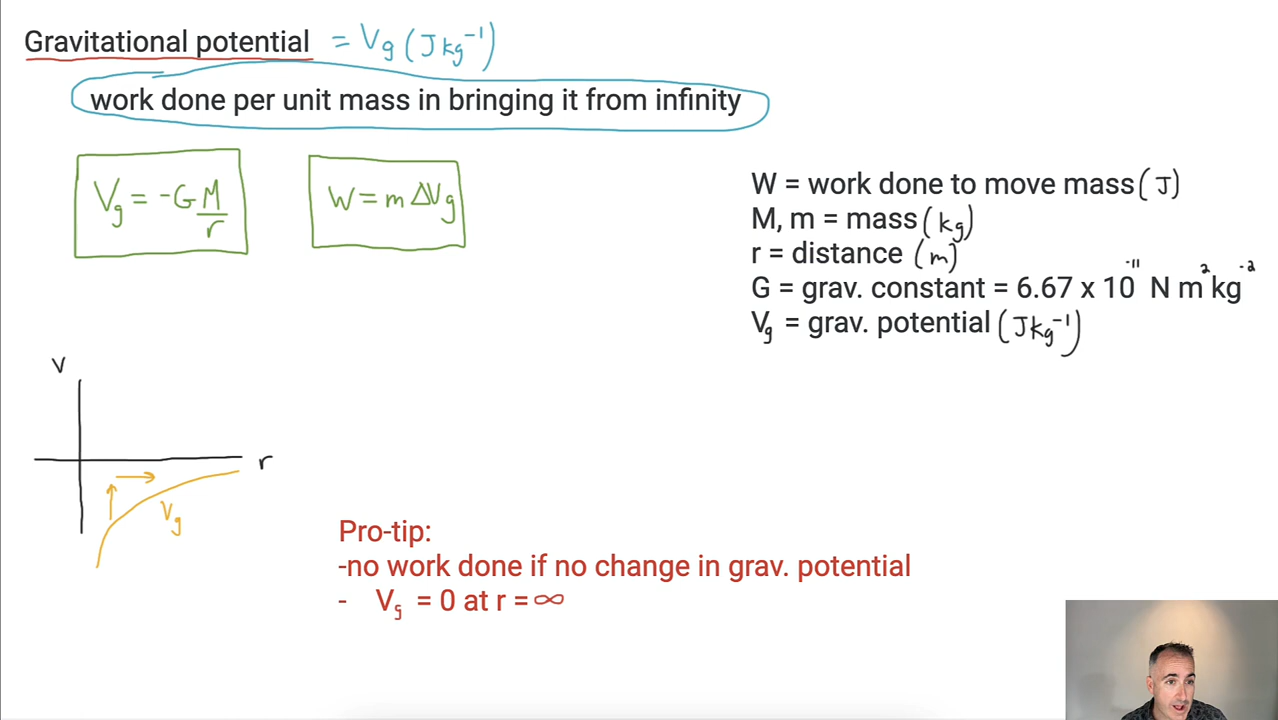 Gravitational potential = Vg (J kg⁻¹)
work done per unit mass in bringing it from infinity
Vg = -G M/r
W = m ΔVg
W = work done to move mass (J)
M, m = mass (kg)
r = distance (m)
G = grav. constant = 6.67 x 10⁻¹¹ N m² kg⁻²
Vg = grav. potential (J kg⁻¹)
V
r
Vg
Pro-tip:
-no work done if no change in grav. potential
- Vg = 0 at r = ∞